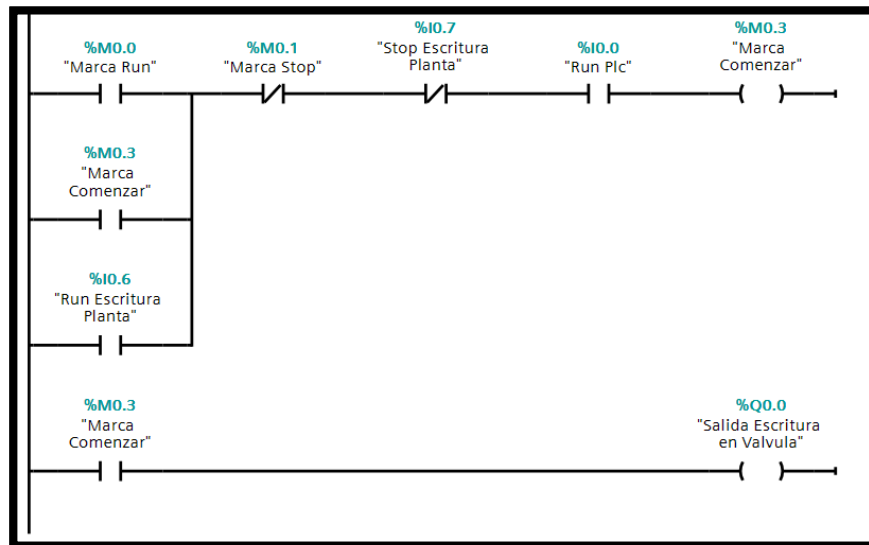 %M0.0
"Marca Run"
%M0.1
"Marca Stop"
%I0.7
"Stop Escritura
Planta"
%I0.0
"Run Plc"
%M0.3
"Marca
Comenzar"
%M0.3
"Marca
Comenzar"
%I0.6
"Run Escritura
Planta"
%M0.3
"Marca
Comenzar"
%Q0.0
"Salida Escritura
en Valvula"